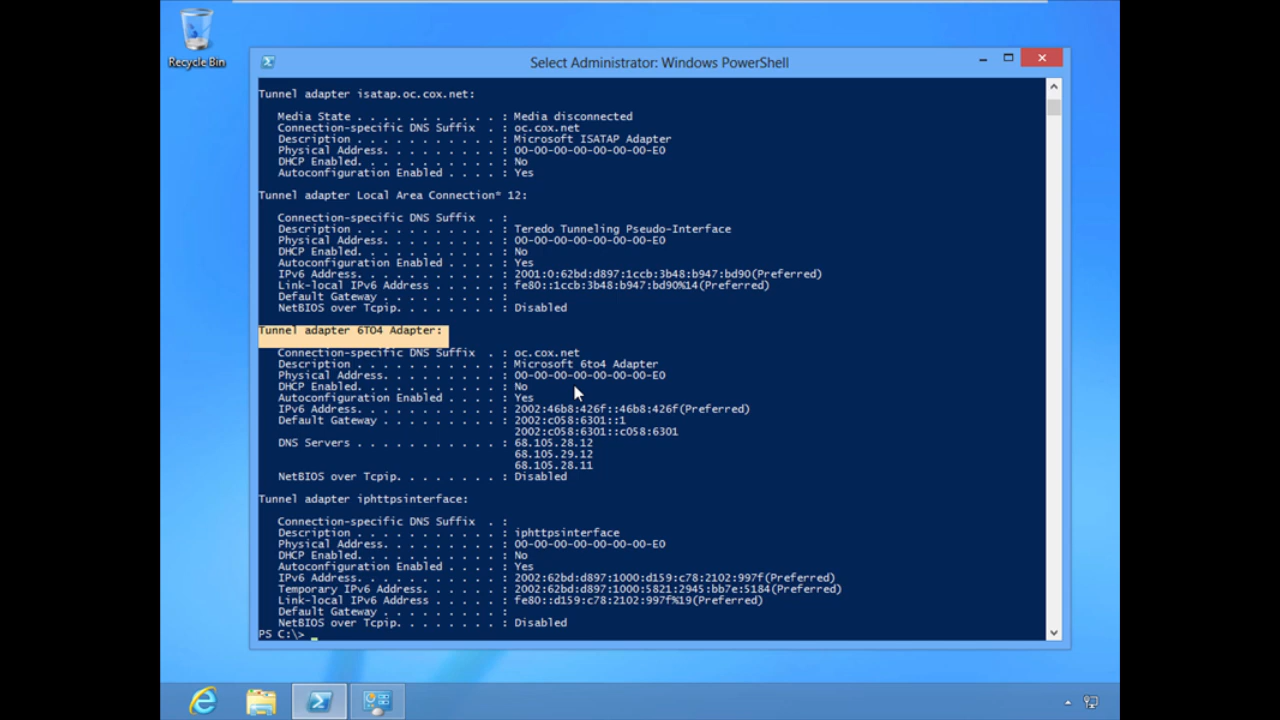 Recycle Bin
Select Administrator: Windows PowerShell
Tunnel adapter isatap.oc.cox.net:
Media State . . . . . . . . . . . : Media disconnected
Connection-specific DNS Suffix  . : oc.cox.net
Description . . . . . . . . . . . : Microsoft ISATAP Adapter
Physical Address. . . . . . . . . : 00-00-00-00-00-00-00-E0
DHCP Enabled. . . . . . . . . . . : No
Autoconfiguration Enabled . . . . : Yes
Tunnel adapter Local Area Connection* 12:
Connection-specific DNS Suffix  . :
Description . . . . . . . . . . . : Teredo Tunneling Pseudo-Interface
Physical Address. . . . . . . . . : 00-00-00-00-00-00-00-E0
DHCP Enabled. . . . . . . . . . . : No
Autoconfiguration Enabled . . . . : Yes
IPv6 Address. . . . . . . . . . . : 2001:0:62bd:d897:1ccb:3b48:b947:bd90(Preferred)
Link-local IPv6 Address . . . . . : fe80::1ccb:3b48:b947:bd90%14(Preferred)
Default Gateway . . . . . . . . . :
NetBIOS over Tcpip. . . . . . . . : Disabled
Tunnel adapter 6TO4 Adapter:
Connection-specific DNS Suffix  . : oc.cox.net
Description . . . . . . . . . . . : Microsoft 6to4 Adapter
Physical Address. . . . . . . . . : 00-00-00-00-00-00-00-E0
DHCP Enabled. . . . . . . . . . . : No
Autoconfiguration Enabled . . . . : Yes
IPv6 Address. . . . . . . . . . . : 2002:46b8:426f::46b8:426f(Preferred)
Default Gateway . . . . . . . . . : 2002:c058:6301::1
2002:c058:6301::c058:6301
DNS Servers . . . . . . . . . . . : 68.105.28.12
68.105.29.12
68.105.28.11
NetBIOS over Tcpip. . . . . . . . : Disabled
Tunnel adapter iphttpsinterface:
Connection-specific DNS Suffix  . :
Description . . . . . . . . . . . : iphttpsinterface
Physical Address. . . . . . . . . : 00-00-00-00-00-00-00-E0
DHCP Enabled. . . . . . . . . . . : No
Autoconfiguration Enabled . . . . : Yes
IPv6 Address. . . . . . . . . . . : 2002:62bd:d897:1000:d159:c78:2102:997f(Preferred)
Temporary IPv6 Address. . . . . . : 2002:62bd:d897:1000:5821:2945:bb7e:5184(Preferred)
Link-local IPv6 Address . . . . . : fe80::d159:c78:2102:997f%19(Preferred)
Default Gateway . . . . . . . . . :
NetBIOS over Tcpip. . . . . . . . : Disabled
PS C:\>